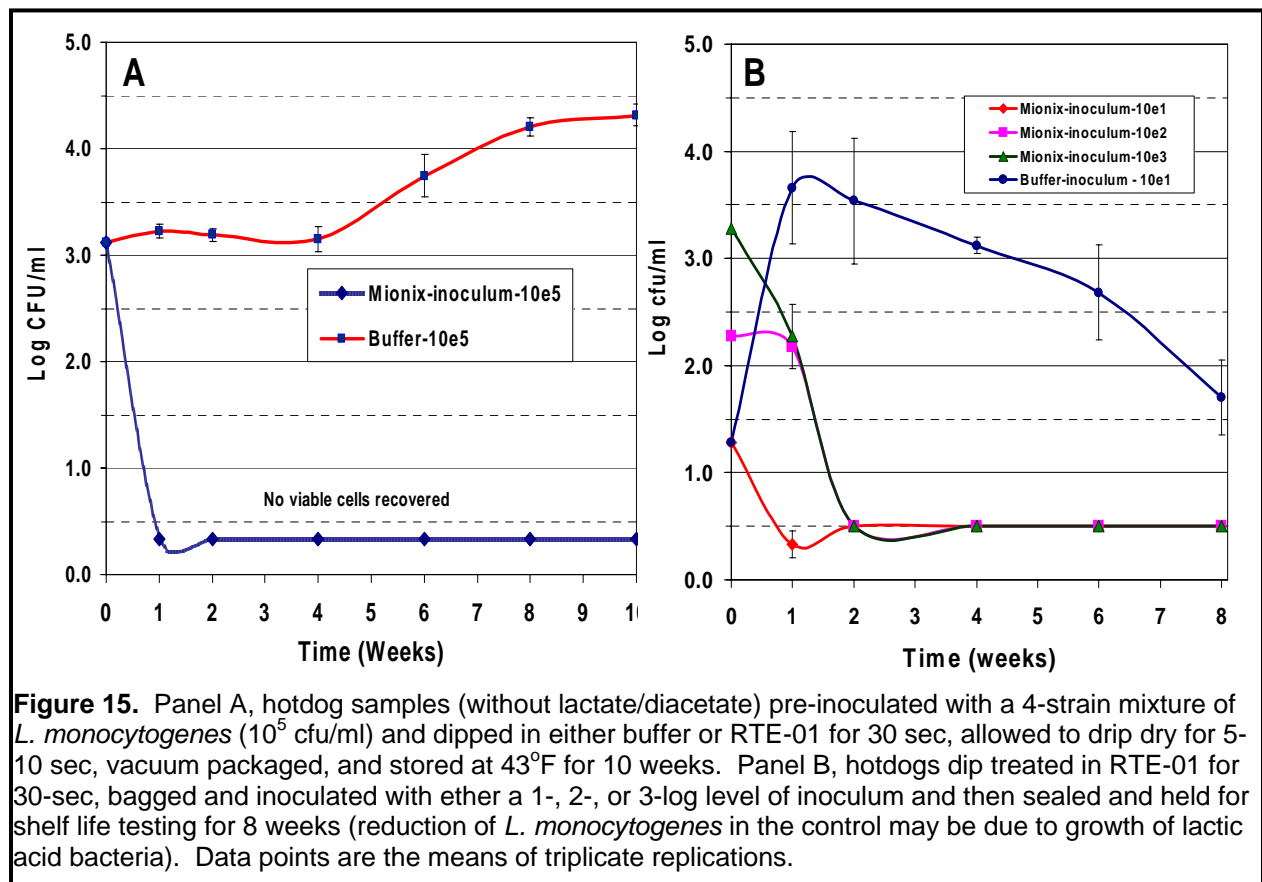 A
5.0
4.0
3.0
2.0
1.0
0.0
Log CFU/ml
Mionix-inoculum-10e5
Buffer-10e5
No viable cells recovered
0 1 2 3 4 5 6 7 8 9 10
Time (Weeks)
B
5.0
4.0
3.0
2.0
1.0
0.0
Log cfu/ml
Mionix-inoculum-10e1
Mionix-inoculum-10e2
Mionix-inoculum-10e3
Buffer-inoculum - 10e1
0 1 2 3 4 5 6 7 8
Time (weeks)
Figure 15. Panel A, hotdog samples (without lactate/diacetate) pre-inoculated with a 4-strain mixture of
L. monocytogenes (10⁵ cfu/ml) and dipped in either buffer or RTE-01 for 30 sec, allowed to drip dry for 5-
10 sec, vacuum packaged, and stored at 43°F for 10 weeks. Panel B, hotdogs dip treated in RTE-01 for
30-sec, bagged and inoculated with ether a 1-, 2-, or 3-log level of inoculum and then sealed and held for
shelf life testing for 8 weeks (reduction of L. monocytogenes in the control may be due to growth of lactic
acid bacteria). Data points are the means of triplicate replications.